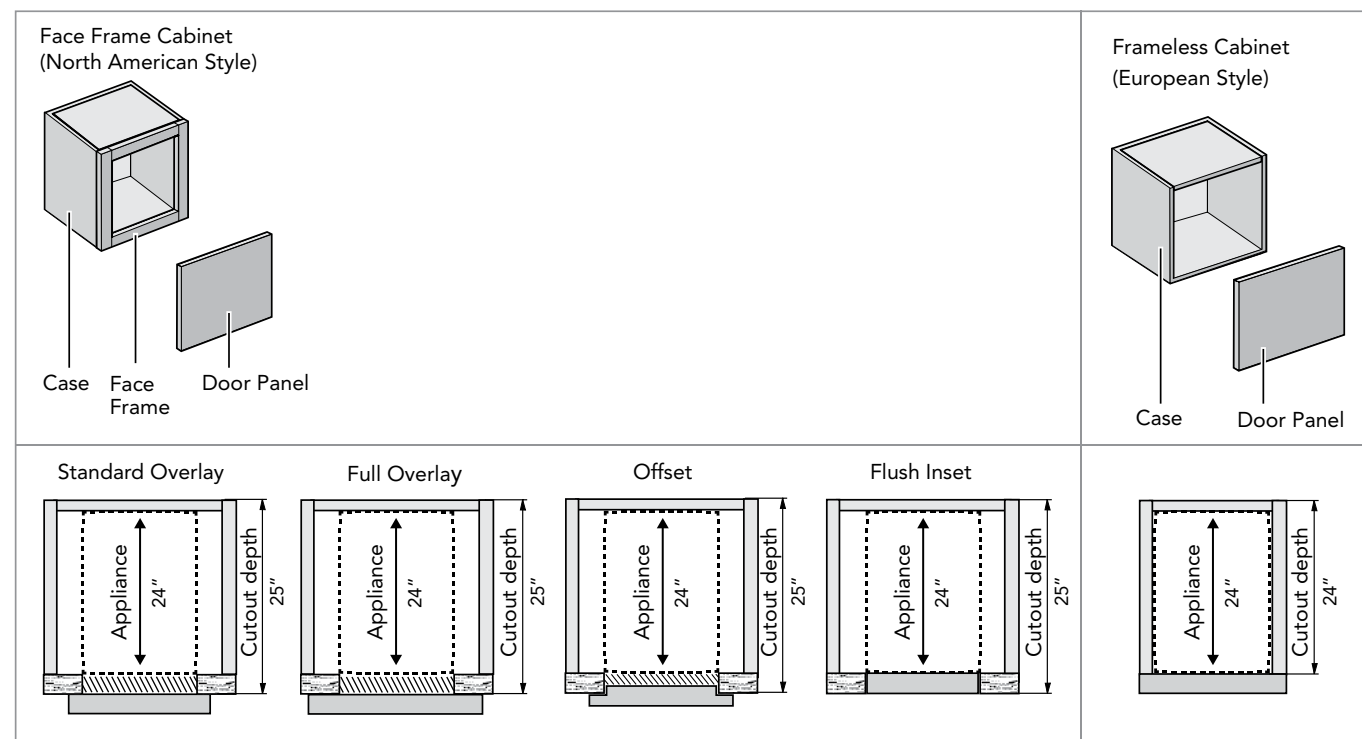 Face Frame Cabinet
(North American Style)
Case
Face
Frame
Door Panel
Frameless Cabinet
(European Style)
Case
Door Panel
Standard Overlay
Appliance
24″
Cutout depth
25″
Full Overlay
Appliance
24″
Cutout depth
25″
Offset
Appliance
24″
Cutout depth
25″
Flush Inset
Appliance
24″
Cutout depth
25″
Appliance
24″
Cutout depth
24″